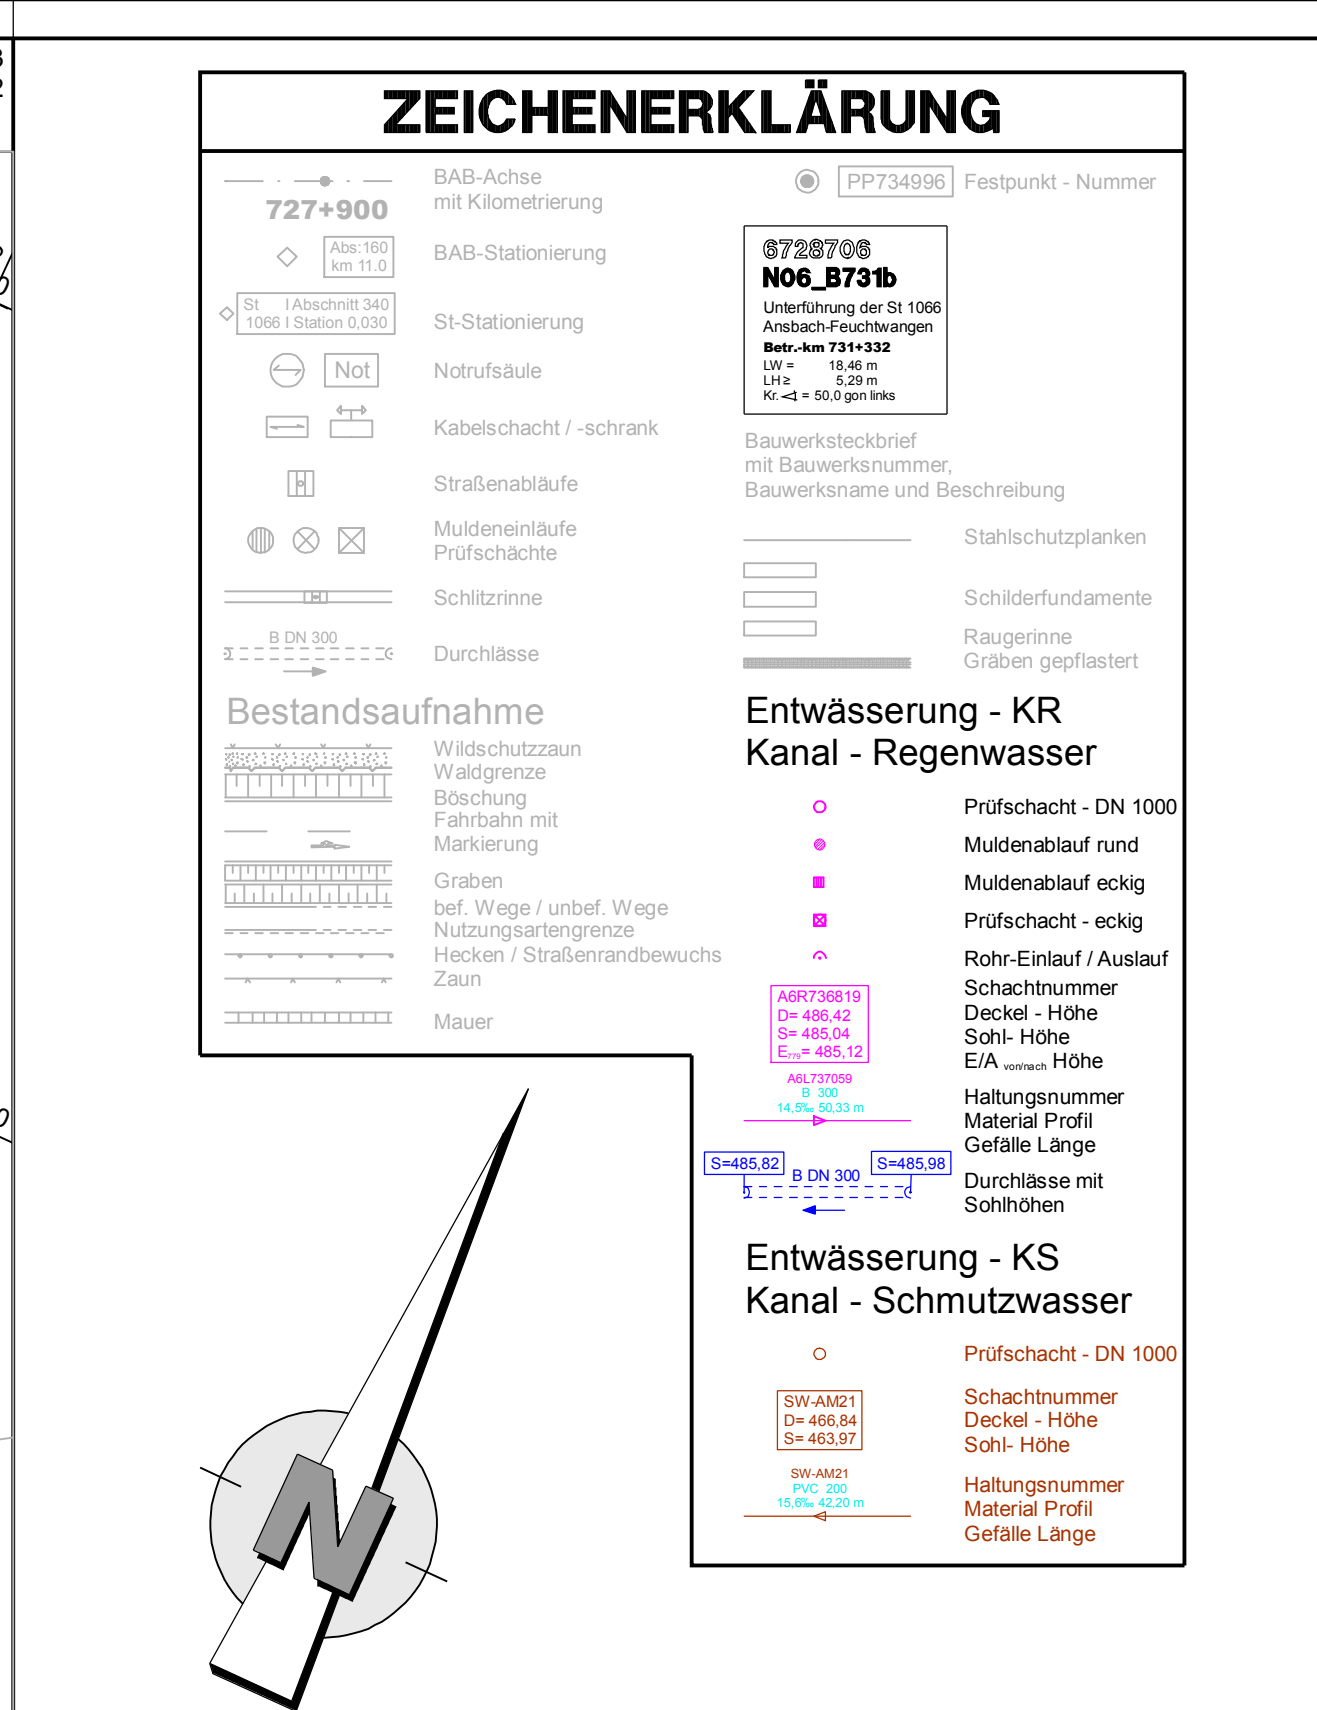 ZEICHENERKLÄRUNG
727+900
BAB-Achse
mit Kilometrierung
Abs:160
km 11.0
BAB-Stationierung
St I Abschnitt 340
1066 I Station 0,030
St-Stationierung
Not
Notrufsäule
Kabelschacht / -schrank
Straßenabläufe
Muldeneinläufe
Prüfschächte
Schlitzrinne
B DN 300
Durchlässe
Bestandsaufnahme
Wildschutzzaun
Waldgrenze
Böschung
Fahrbahn mit
Markierung
Graben
bef. Wege / unbef. Wege
Nutzungsartengrenze
Hecken / Straßenrandbewuchs
Zaun
Mauer
PP734996 Festpunkt - Nummer
6728706
N06_B731b
Unterführung der St 1066
Ansbach-Feuchtwangen
Betr.-km 731+332
LW = 18,46 m
LH ≥ 5,29 m
Kr. = 50,0 gon links
Bauwerksteckbrief
mit Bauwerksnummer,
Bauwerksname und Beschreibung
Stahlschutzplanken
Schilderfundamente
Raugerinne
Gräben gepflastert
Entwässerung - KR
Kanal - Regenwasser
Prüfschacht - DN 1000
Muldenablauf rund
Muldenablauf eckig
Prüfschacht - eckig
Rohr-Einlauf / Auslauf
A6R736819
D= 486,42
S= 485,04
E779= 485,12
Schachtnummer
Deckel - Höhe
Sohl- Höhe
E/A von/nach Höhe
A6L737059
B 300
14,5‰ 50,33 m
Haltungsnummer
Material Profil
Gefälle Länge
S=485,82
B DN 300
S=485,98
Durchlässe mit
Sohlhöhen
Entwässerung - KS
Kanal - Schmutzwasser
Prüfschacht - DN 1000
SW-AM21
D= 466,84
S= 463,97
Schachtnummer
Deckel - Höhe
Sohl- Höhe
SW-AM21
PVC 200
15,6‰ 42,20 m
Haltungsnummer
Material Profil
Gefälle Länge
N